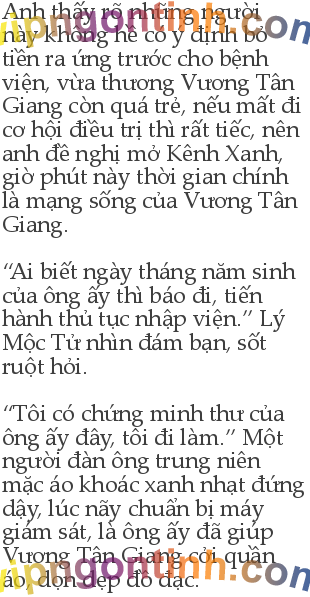 Anh thấy rõ những người
này không hề có ý định bỏ
tiền ra ứng trước cho bệnh
viện, vừa thương Vương Tân
Giang còn quá trẻ, nếu mất đi
cơ hội điều trị thì rất tiếc, nên
anh đề nghị mở Kênh Xanh,
giờ phút này thời gian chính
là mạng sống của Vương Tân
Giang.
“Ai biết ngày tháng năm sinh
của ông ấy thì báo đi, tiến
hành thủ tục nhập viện.” Lý
Mộc Tử nhìn đám bạn, sốt
ruột hỏi.
“Tôi có chứng minh thư của
ông ấy đây, tôi đi làm.” Một
người đàn ông trung niên
mặc áo khoác xanh nhạt đứng
dậy, lúc nãy chuẩn bị máy
giám sát, là ông ấy đã giúp
Vương Tân Giang cởi quần
áo, dọn dẹp đồ đạc.
vipngontinh.com
vipngontinh.com